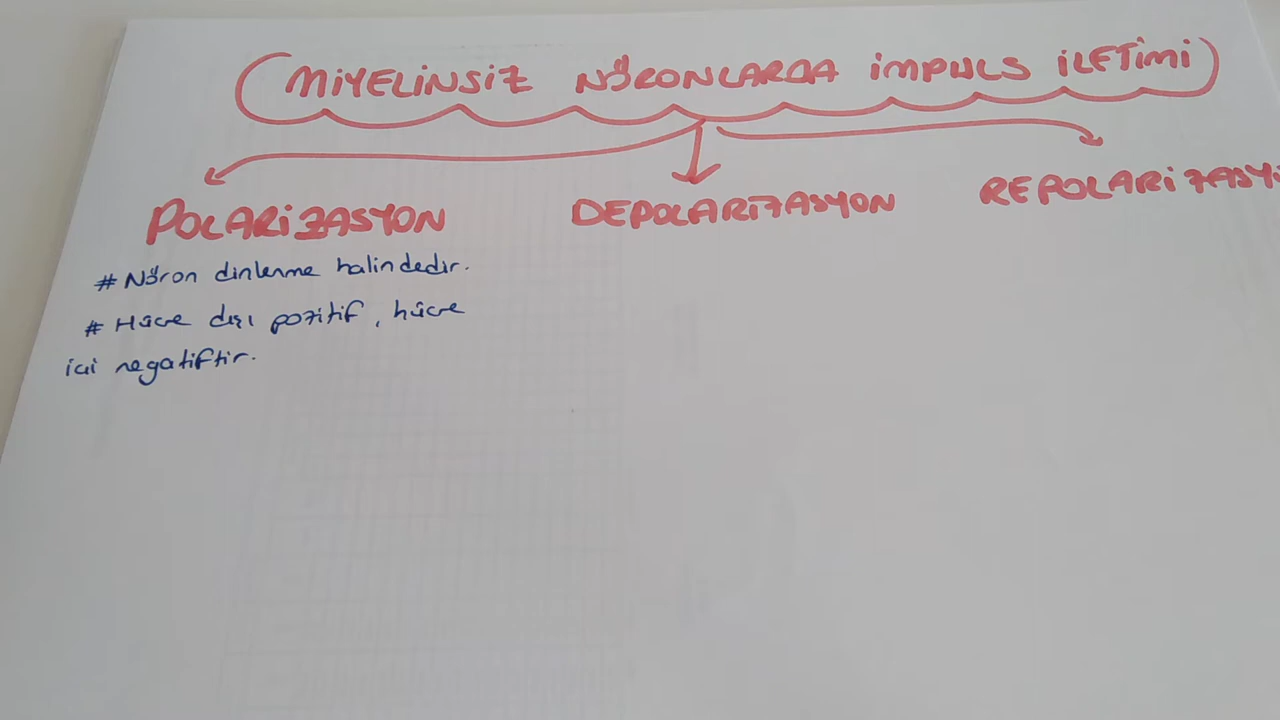 (MİYELİNSİZ NÖRONLARDA İMPULS İLETİMİ)
POLARİZASYON DEPOLARİZASYON REPOLARİZASY
# Nöron dinlenme halindedir.
# Hücre dışı pozitif, hücre
içi negatiftir.